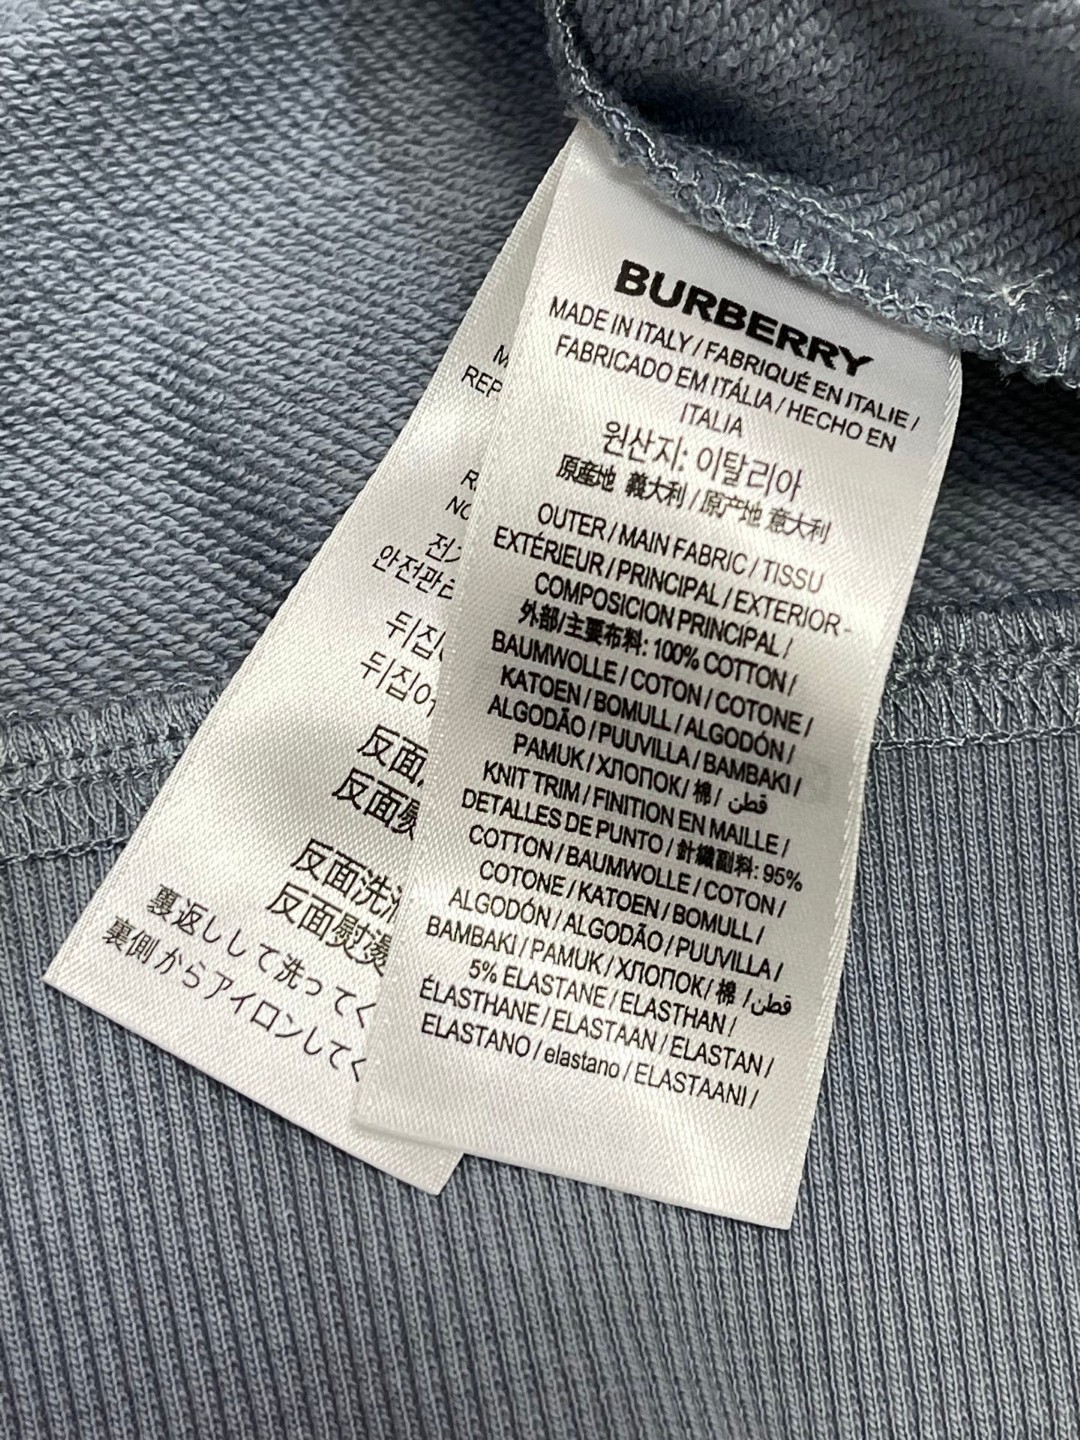 BURBERRY
MADE IN ITALY / FABRIQUÉ EN ITALIE /
FABRICADO EM ITÁLIA / HECHO EN
ITALIA
원산지: 이탈리아
原産地 義大利 / 原产地 意大利
OUTER / MAIN FABRIC / TISSU
EXTÉRIEUR / PRINCIPAL / EXTERIOR -
COMPOSICION PRINCIPAL /
外部/主要布料: 100% COTTON /
BAUMWOLLE / COTON / COTONE /
KATOEN / BOMULL / ALGODÓN /
ALGODÃO / PUUVILLA / BAMBAKI /
PAMUK / ХЛОПОК / 棉 / قطن
KNIT TRIM / FINITION EN MAILLE /
DETALLES DE PUNTO / 針織副料: 95%
COTTON / BAUMWOLLE / COTON /
COTONE / KATOEN / BOMULL /
ALGODÓN / ALGODÃO / PUUVILLA /
BAMBAKI / PAMUK / ХЛОПОК / 棉 / قطن
5% ELASTANE / ELASTHAN /
ÉLASTHANE / ELASTAAN / ELASTAN /
ELASTANO / elastano / ELASTAANI /
M
REP
NO
안전관
뒤집
뒤집어
反面
反面熨
反面洗
反面熨燙
裏返しして洗ってく
裏側からアイロンしてく